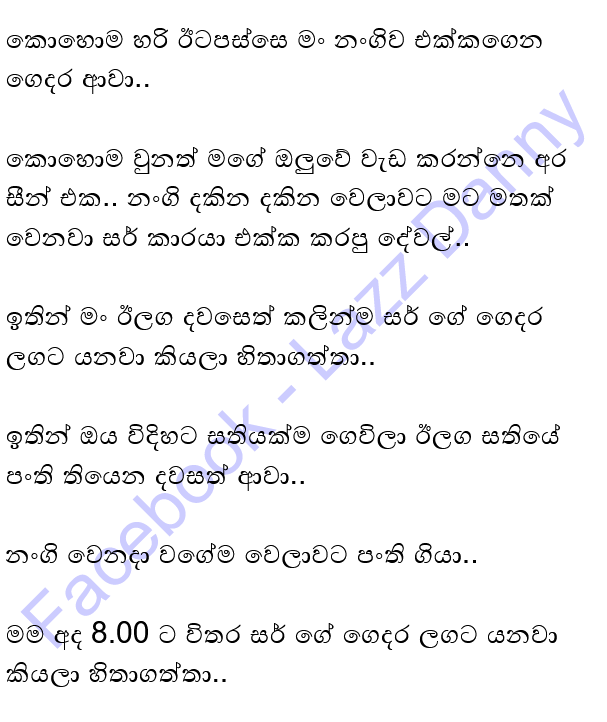 කොහොම හරි ඊටපස්සෙ මං නංගිව එක්කගෙන
ගෙදර ආවා..
කොහොම වුනත් මගේ ඔලුවේ වැඩ කරන්නෙ අර
සීන් එක.. නංගි දකින දකින වෙලාවට මට මතක්
වෙනවා සර් කාරයා එක්ක කරපු දේවල්..
ඉතින් මං ඊලග දවසෙත් කලින්ම සර් ගේ ගෙදර
ලගට යනවා කියලා හිතාගත්තා..
ඉතින් ඔය විදිහට සතියක්ම ගෙවිලා ඊලග සතියේ
පංති තියෙන දවසත් ආවා..
නංගි වෙනදා වගේම වෙලාවට පංති ගියා..
මම අද 8.00 ට විතර සර් ගේ ගෙදර ලගට යනවා
කියලා හිතාගත්තා..
Facebook - Lazz Danny